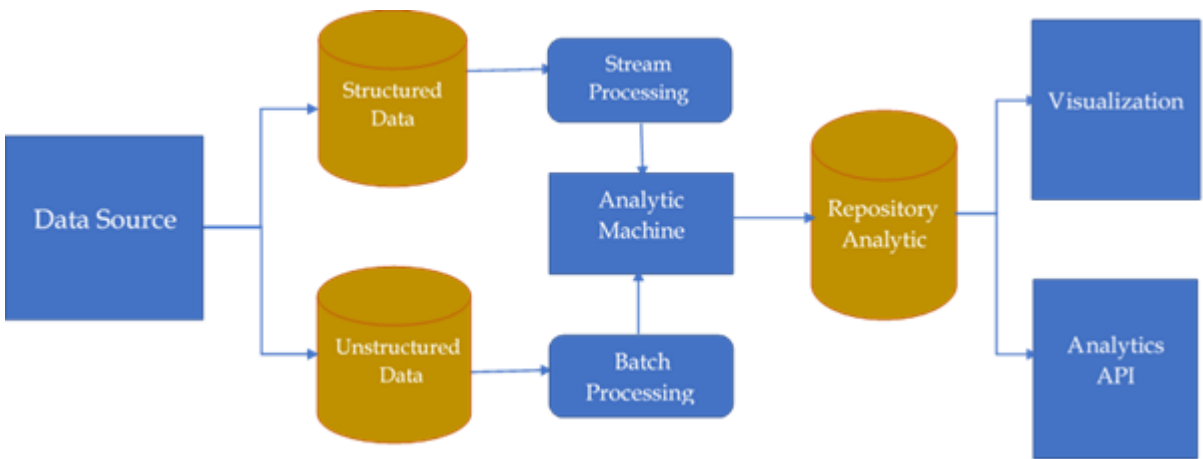 Data Source
Structured
Data
Unstructured
Data
Stream
Processing
Analytic
Machine
Batch
Processing
Repository
Analytic
Visualization
Analytics
API